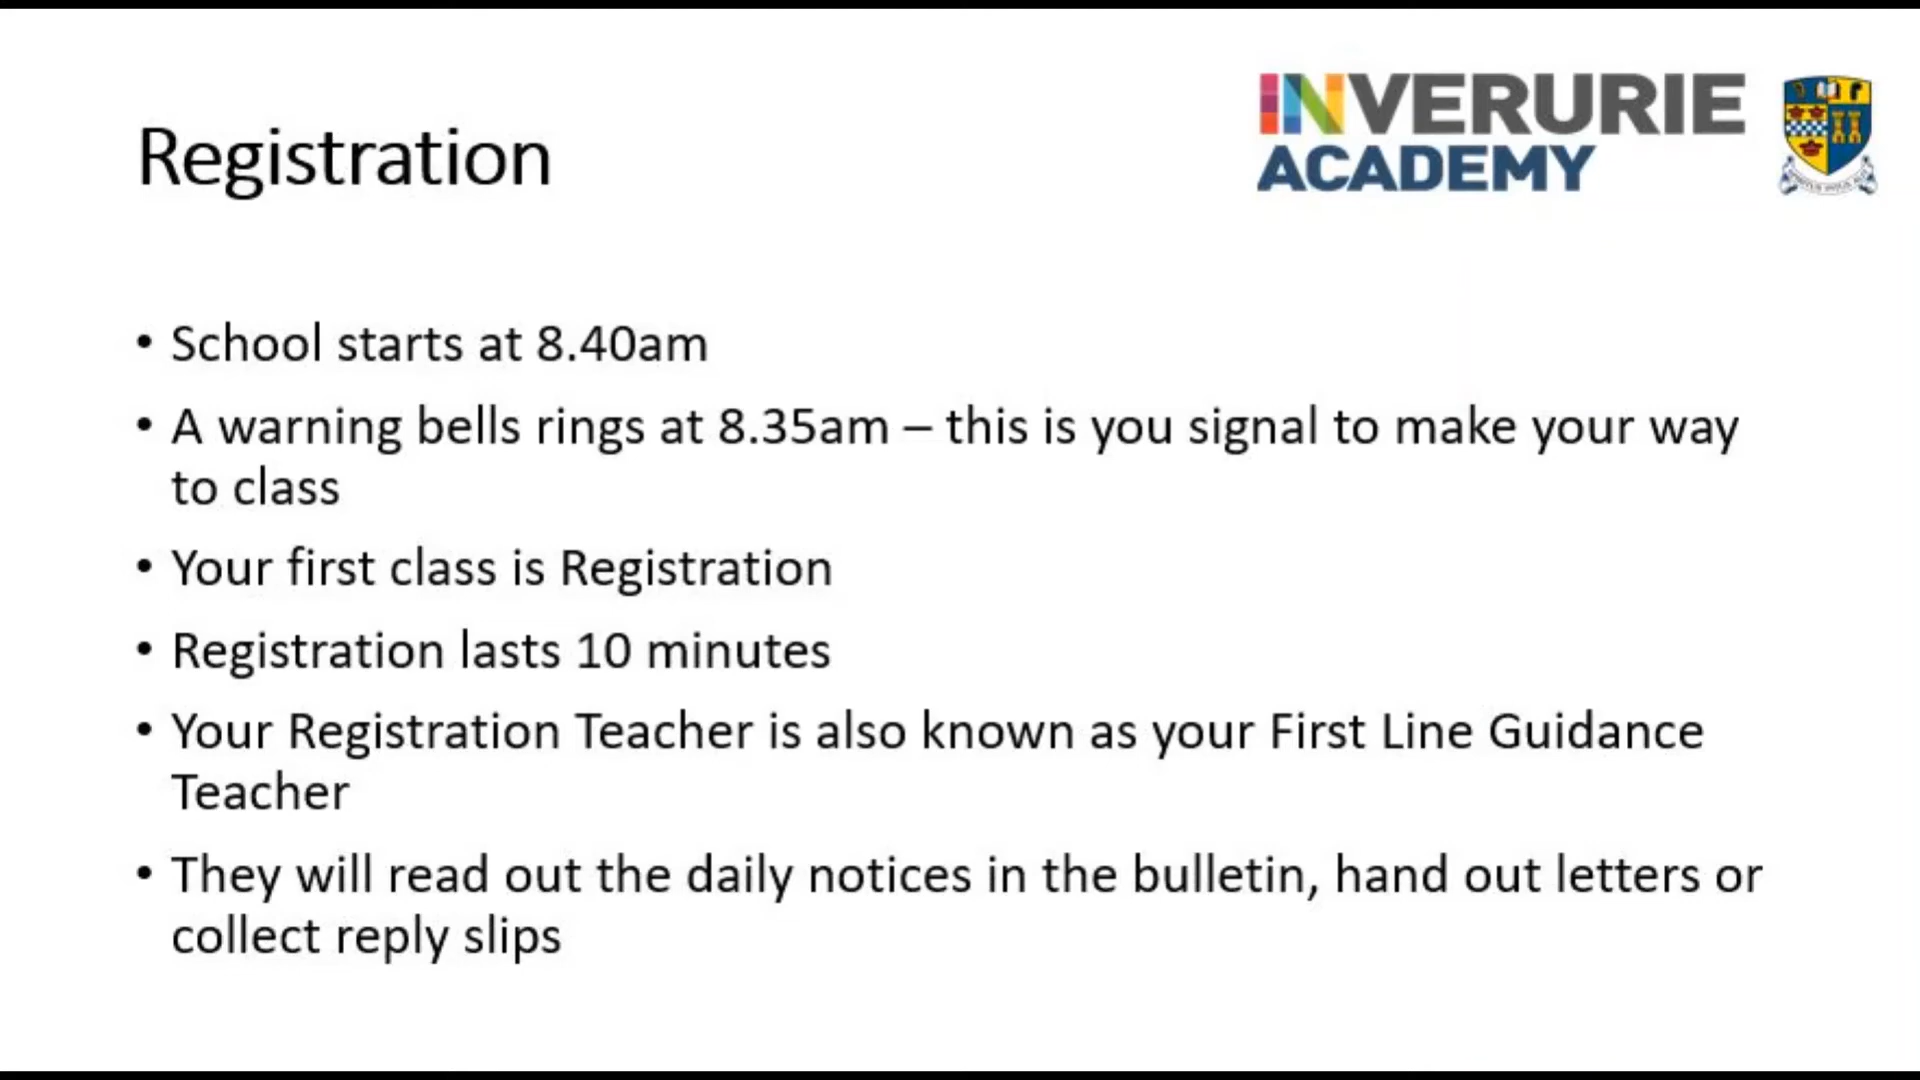 INVERURIE
ACADEMY
Registration
• School starts at 8.40am
• A warning bells rings at 8.35am – this is you signal to make your way
to class
• Your first class is Registration
• Registration lasts 10 minutes
• Your Registration Teacher is also known as your First Line Guidance
Teacher
• They will read out the daily notices in the bulletin, hand out letters or
collect reply slips